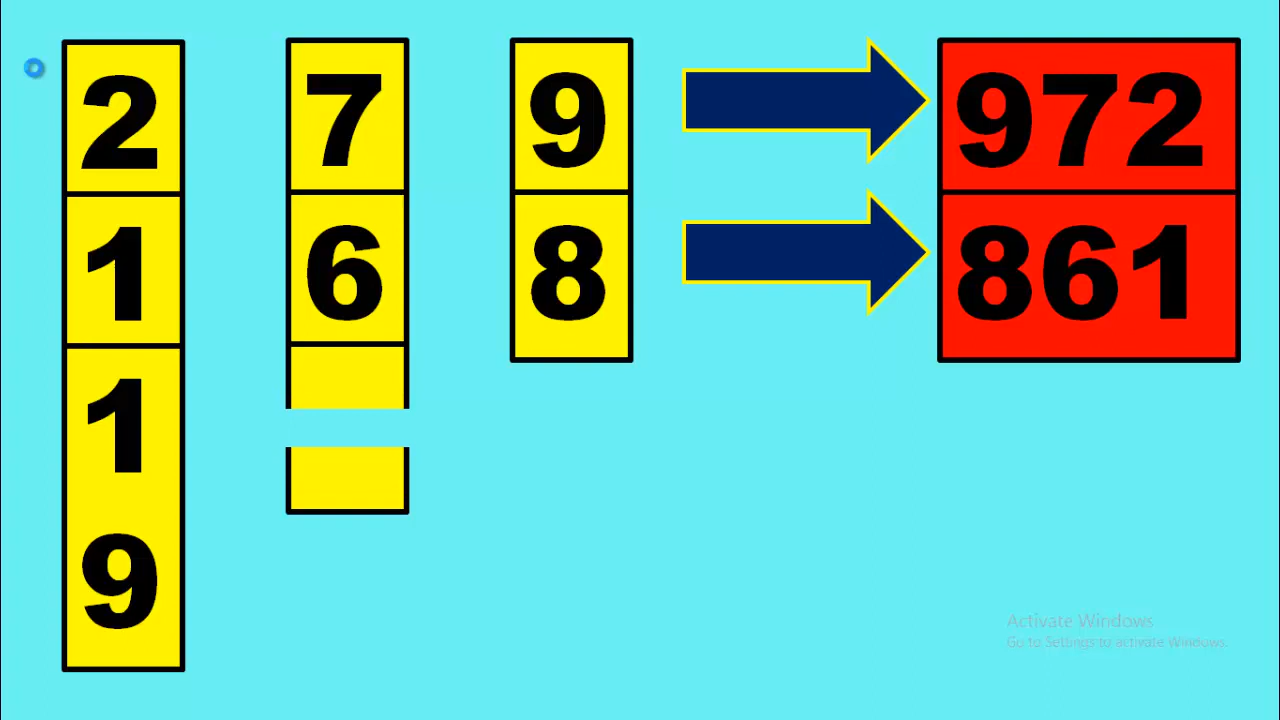 2 7 9 972
1 6 8 861
1
9
Activate Windows
Go to Settings to activate Windows.